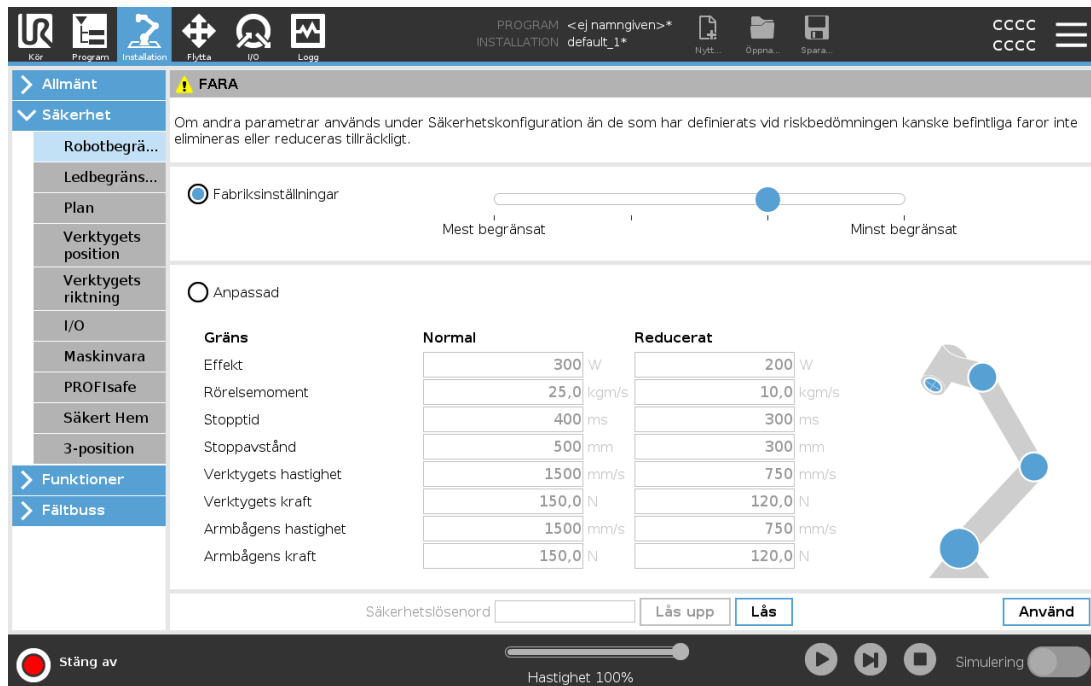 PROGRAM <ej namngiven>*
INSTALLATION default_1*
CCCC
CCCC
UR
Kör
Program
Installation
Flytta
I/O
Logg
Nytt...
Öppna...
Spara...
Allmänt
Säkerhet
Robotbegrä...
Ledbegräns...
Plan
Verktygets
position
Verktygets
riktning
I/O
Maskinvara
PROFIsafe
Säkert Hem
3-position
Funktioner
Fältbuss
FARA
Om andra parametrar används under Säkerhetskonfiguration än de som har definierats vid riskbedömningen kanske befintliga faror inte
elimineras eller reduceras tillräckligt.
Fabriksinställningar
Mest begränsat Minst begränsat
Anpassad
Gräns Normal Reducerat
Effekt 300 W 200 W
Rörelsemoment 25,0 kgm/s 10,0 kgm/s
Stopptid 400 ms 300 ms
Stoppavstånd 500 mm 300 mm
Verktygets hastighet 1500 mm/s 750 mm/s
Verktygets kraft 150,0 N 120,0 N
Armbågens hastighet 1500 mm/s 750 mm/s
Armbågens kraft 150,0 N 120,0 N
Säkerhetslösenord Lås upp Lås Använd
Stäng av
Hastighet 100%
Simulering